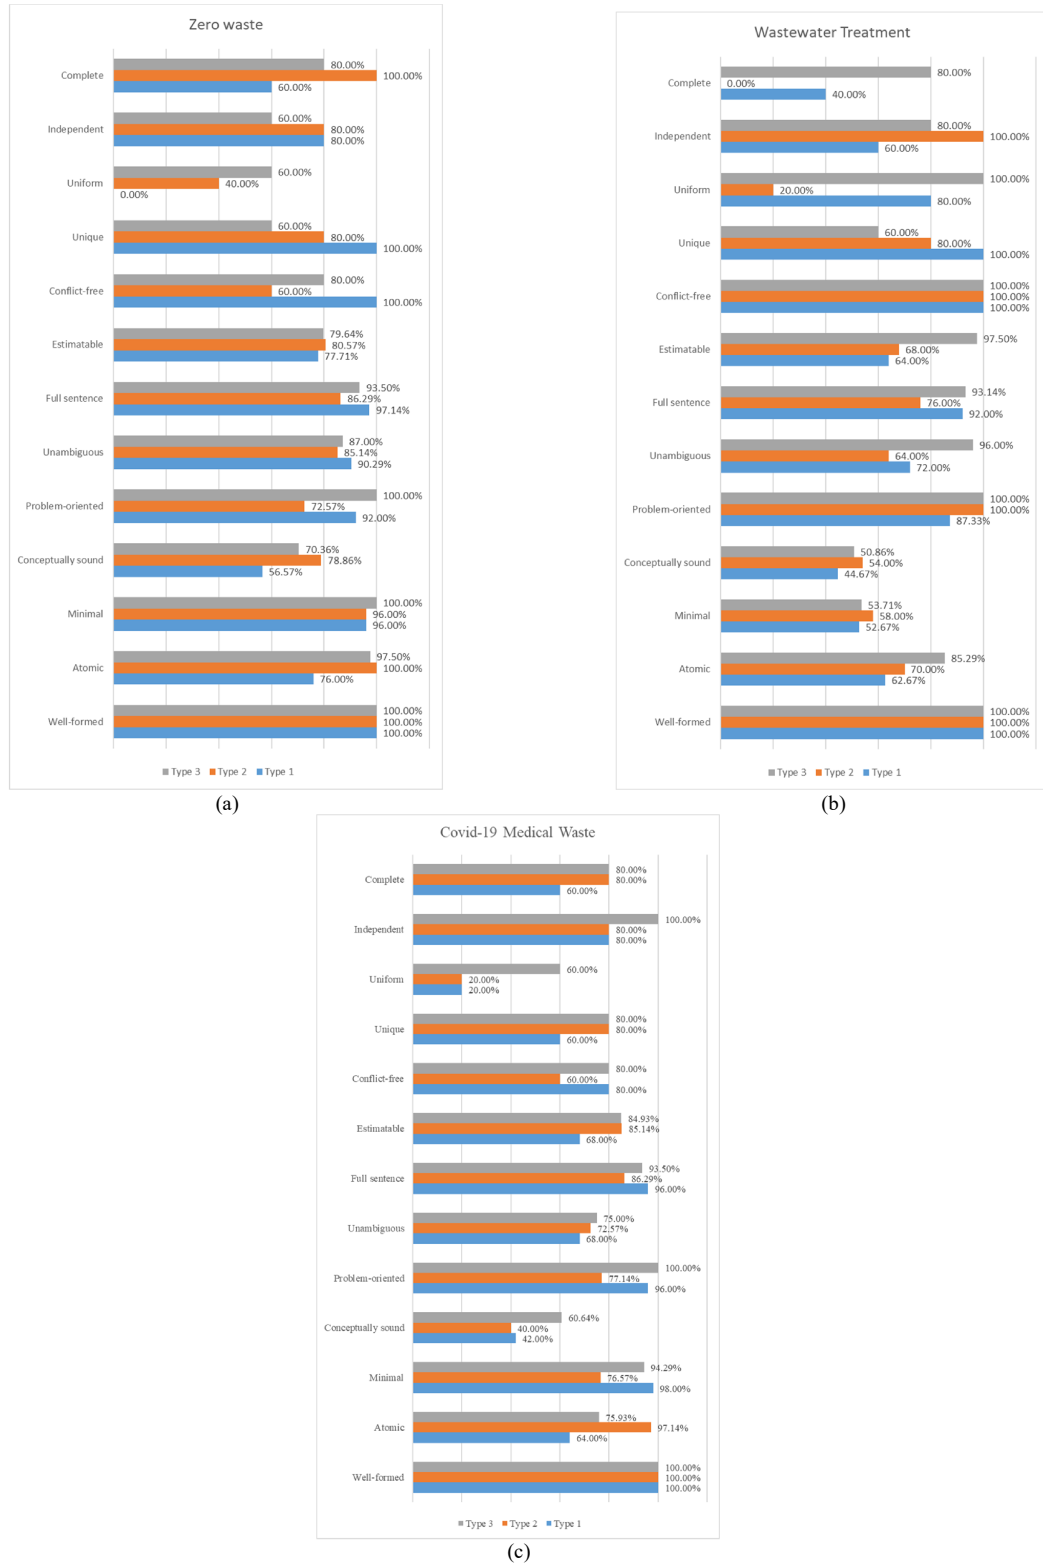 Zero waste
Complete
80.00%
100.00%
60.00%
Independent
60.00%
80.00%
80.00%
Uniform
60.00%
40.00%
0.00%
Unique
60.00%
80.00%
100.00%
Conflict-free
80.00%
60.00%
100.00%
Estimatable
79.64%
80.57%
77.71%
Full sentence
93.50%
86.29%
97.14%
Unambiguous
87.00%
85.14%
90.29%
Problem-oriented
100.00%
72.57%
92.00%
Conceptually sound
70.36%
78.86%
56.57%
Minimal
100.00%
96.00%
96.00%
Atomic
97.50%
100.00%
76.00%
Well-formed
100.00%
100.00%
100.00%
Type 3 Type 2 Type 1
(a)
Wastewater Treatment
Complete
80.00%
0.00%
40.00%
Independent
80.00%
100.00%
60.00%
Uniform
100.00%
20.00%
80.00%
Unique
60.00%
80.00%
100.00%
Conflict-free
100.00%
100.00%
100.00%
Estimatable
97.50%
68.00%
64.00%
Full sentence
93.14%
76.00%
92.00%
Unambiguous
96.00%
64.00%
72.00%
Problem-oriented
100.00%
100.00%
87.33%
Conceptually sound
50.86%
54.00%
44.67%
Minimal
53.71%
58.00%
52.67%
Atomic
85.29%
70.00%
62.67%
Well-formed
100.00%
100.00%
100.00%
Type 3 Type 2 Type 1
(b)
Covid-19 Medical Waste
Complete
80.00%
80.00%
60.00%
Independent
100.00%
80.00%
80.00%
Uniform
60.00%
20.00%
20.00%
Unique
80.00%
80.00%
60.00%
Conflict-free
80.00%
60.00%
80.00%
Estimatable
84.93%
85.14%
68.00%
Full sentence
93.50%
86.29%
96.00%
Unambiguous
75.00%
72.57%
68.00%
Problem-oriented
100.00%
77.14%
96.00%
Conceptually sound
60.64%
40.00%
42.00%
Minimal
94.29%
76.57%
98.00%
Atomic
75.93%
97.14%
64.00%
Well-formed
100.00%
100.00%
100.00%
Type 3 Type 2 Type 1
(c)